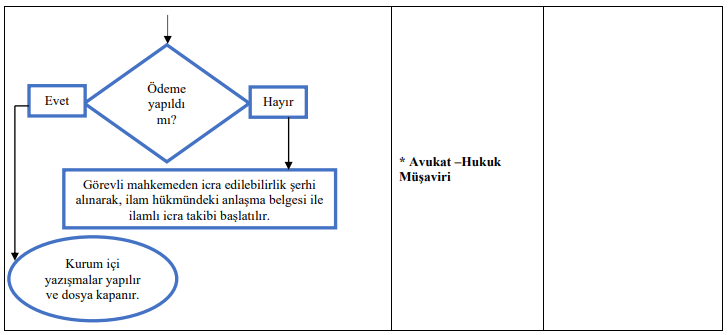 Ödeme
yapıldı
mı?
Evet
Hayır
Görevli mahkemeden icra edilebilirlik şerhi
alınarak, ilam hükmündeki anlaşma belgesi ile
ilamlı icra takibi başlatılır.
Kurum içi
yazışmalar yapılır
ve dosya kapanır.
* Avukat –Hukuk
Müşaviri